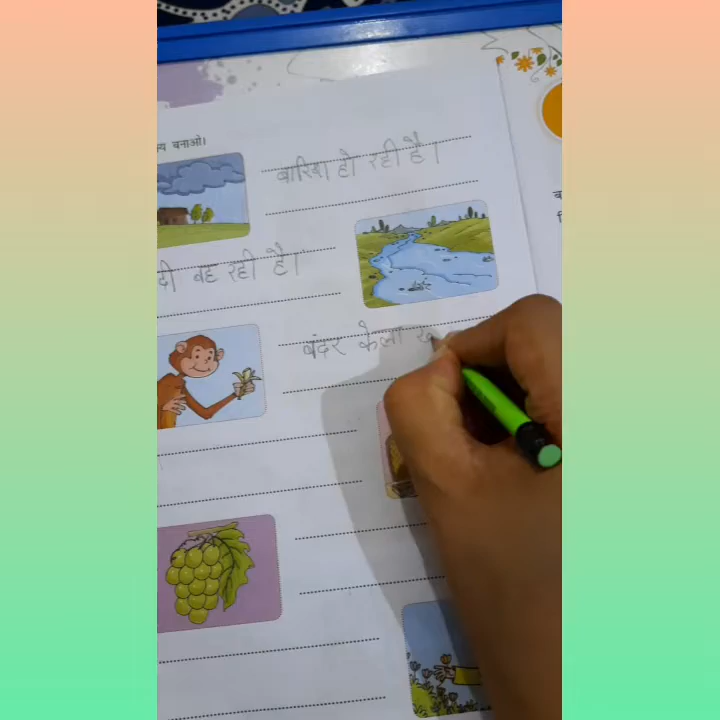 बनाओ।
बारिश हो रही है।
बह रही है।
बंदर केला